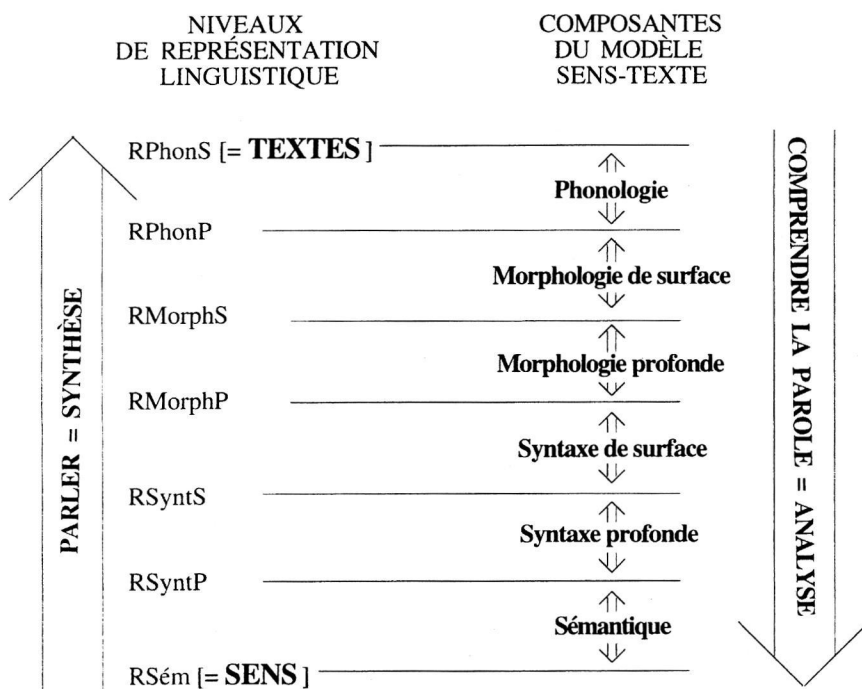 NIVEAUX
DE REPRÉSENTATION
LINGUISTIQUE
COMPOSANTES
DU MODÈLE
SENS-TEXTE
RPhonS [= TEXTES ]
Phonologie
RPhonP
Morphologie de surface
RMorphS
Morphologie profonde
RMorphP
Syntaxe de surface
RSyntS
Syntaxe profonde
RSyntP
Sémantique
RSém [= SENS ]
PARLER = SYNTHÈSE
COMPRENDRE LA PAROLE = ANALYSE